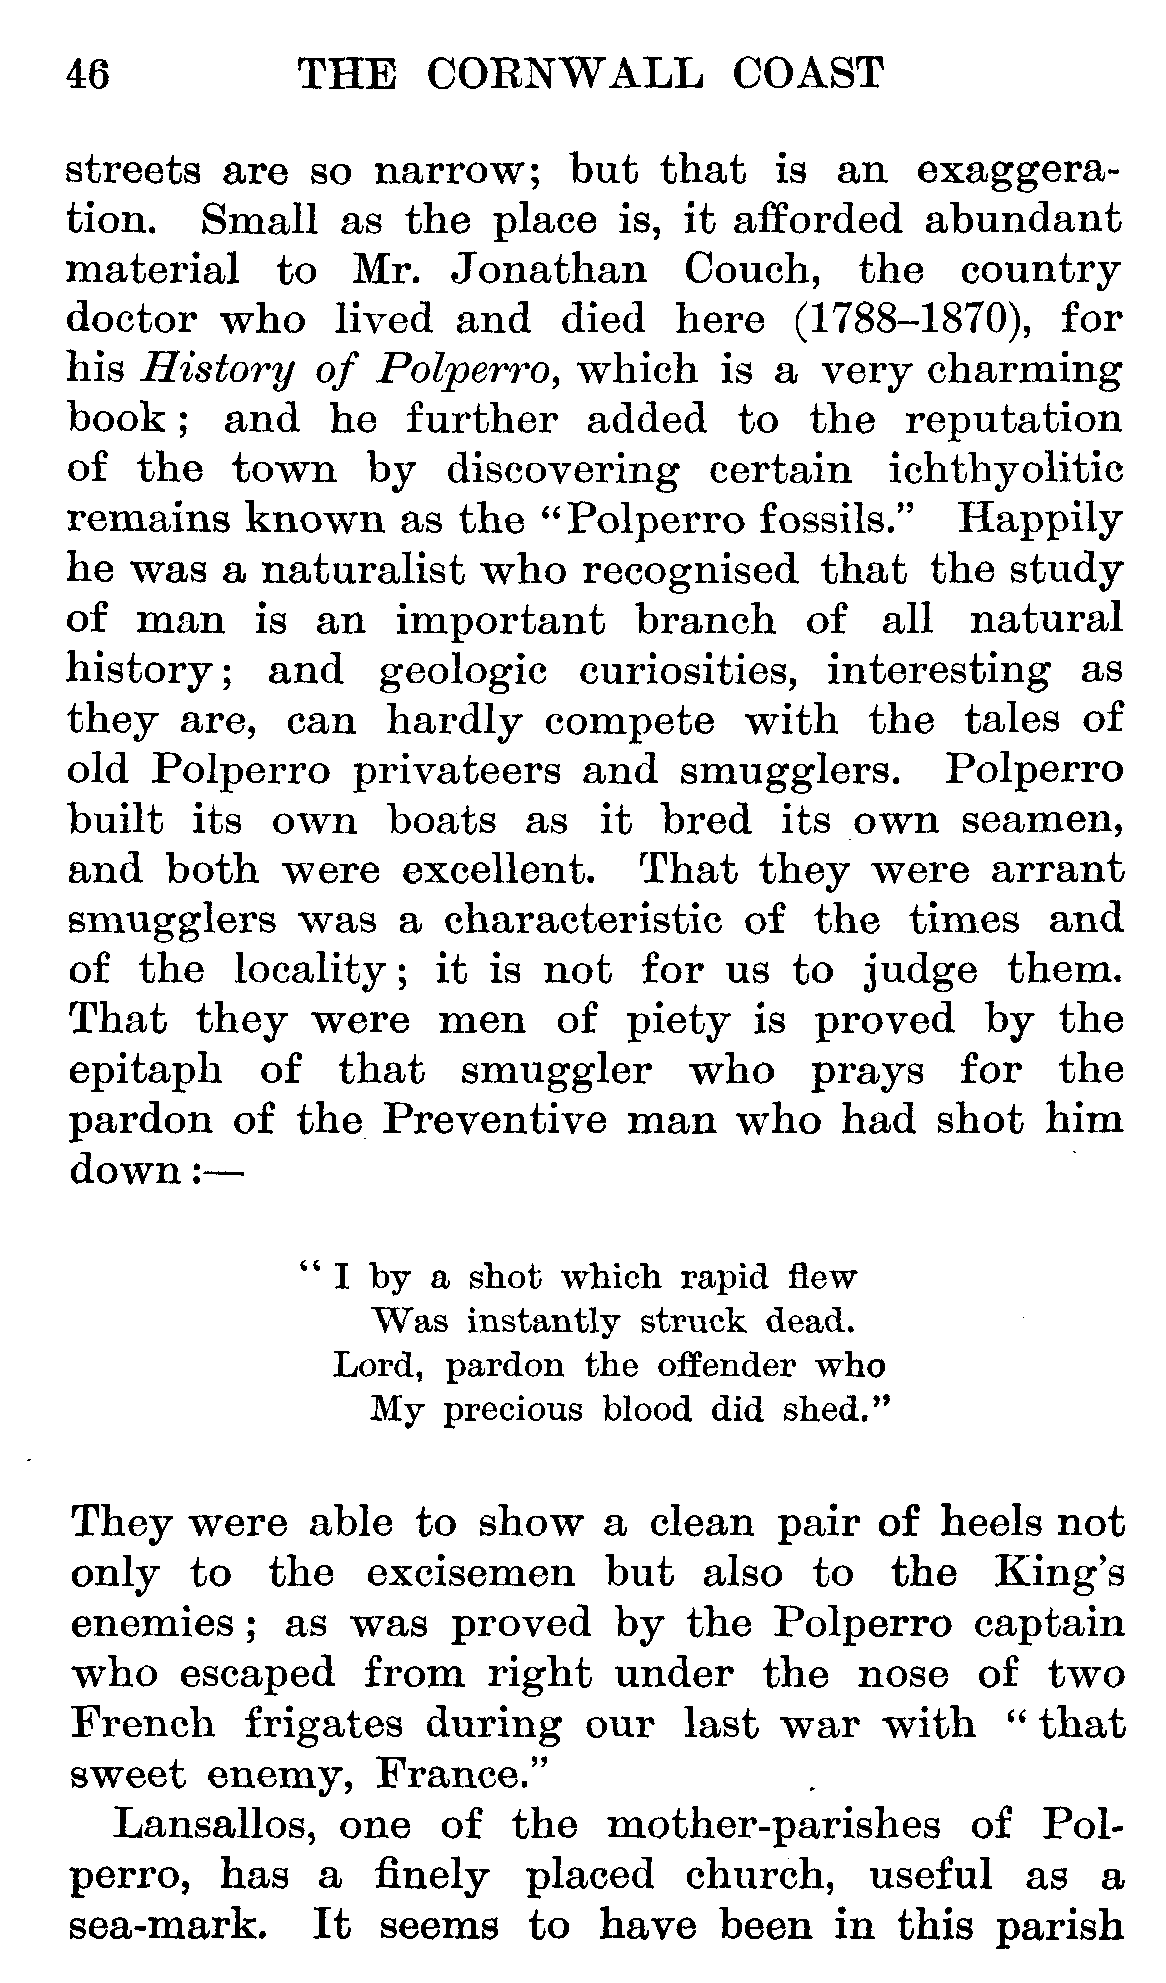 46 THE CORNWALL COAST
streets are so narrow; but that is an exaggera-
tion. Small as the place is, it afforded abundant
material to Mr. Jonathan Couch, the country
doctor who lived and died here (1788–1870), for
his History of Polperro, which is a very charming
book; and he further added to the reputation
of the town by discovering certain ichthyolitic
remains known as the “Polperro fossils.” Happily
he was a naturalist who recognised that the study
of man is an important branch of all natural
history; and geologic curiosities, interesting as
they are, can hardly compete with the tales of
old Polperro privateers and smugglers. Polperro
built its own boats as it bred its own seamen,
and both were excellent. That they were arrant
smugglers was a characteristic of the times and
of the locality; it is not for us to judge them.
That they were men of piety is proved by the
epitaph of that smuggler who prays for the
pardon of the Preventive man who had shot him
down:—
“I by a shot which rapid flew
Was instantly struck dead.
Lord, pardon the offender who
My precious blood did shed.”
They were able to show a clean pair of heels not
only to the excisemen but also to the King’s
enemies; as was proved by the Polperro captain
who escaped from right under the nose of two
French frigates during our last war with “that
sweet enemy, France.”
Lansallos, one of the mother-parishes of Pol-
perro, has a finely placed church, useful as a
sea-mark. It seems to have been in this parish